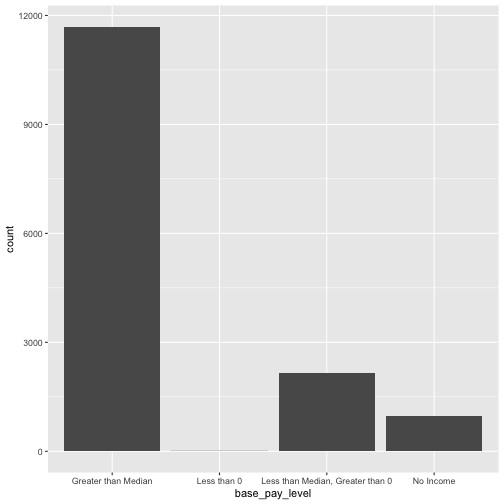 12000
9000
6000
3000
0
count
Greater than Median
Less than 0
Less than Median, Greater than 0
No Income
base_pay_level